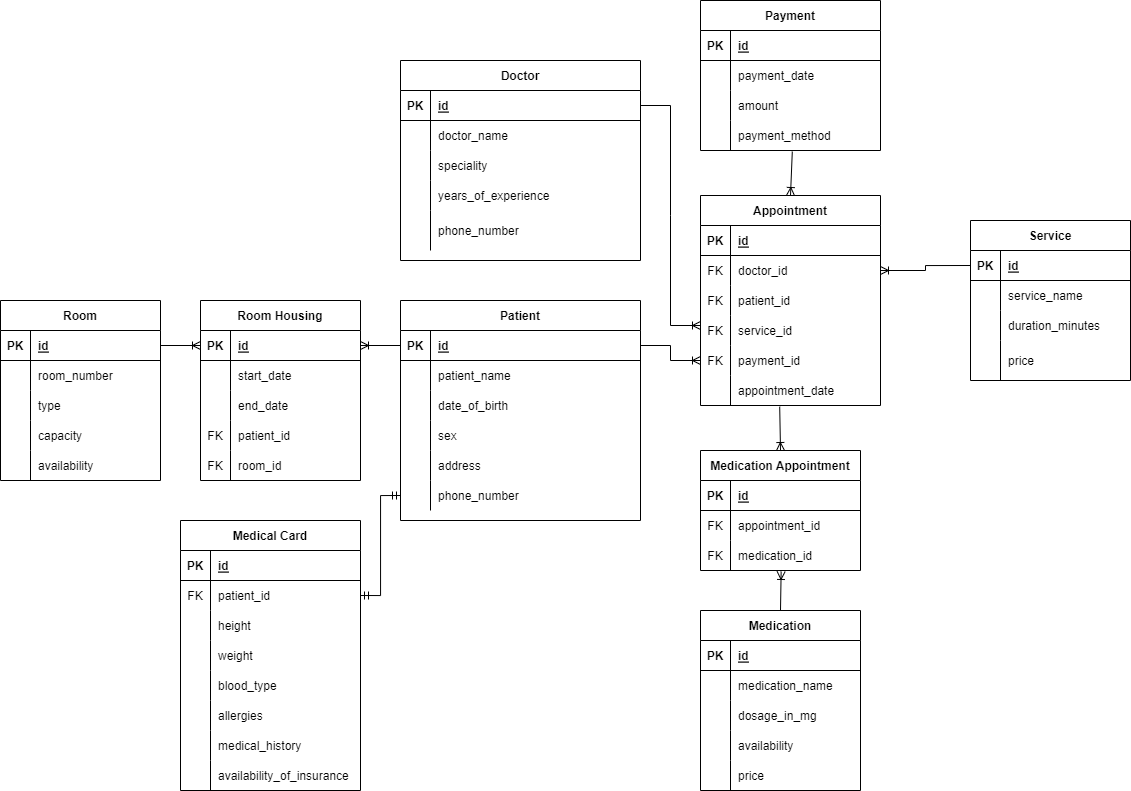 Payment
PK id
payment_date
amount
payment_method
Doctor
PK id
doctor_name
speciality
years_of_experience
phone_number
Appointment
PK id
FK doctor_id
FK patient_id
FK service_id
FK payment_id
appointment_date
Service
PK id
service_name
duration_minutes
price
Room
PK id
room_number
type
capacity
availability
Room Housing
PK id
start_date
end_date
FK patient_id
FK room_id
Patient
PK id
patient_name
date_of_birth
sex
address
phone_number
Medication Appointment
PK id
FK appointment_id
FK medication_id
Medical Card
PK id
FK patient_id
height
weight
blood_type
allergies
medical_history
availability_of_insurance
Medication
PK id
medication_name
dosage_in_mg
availability
price